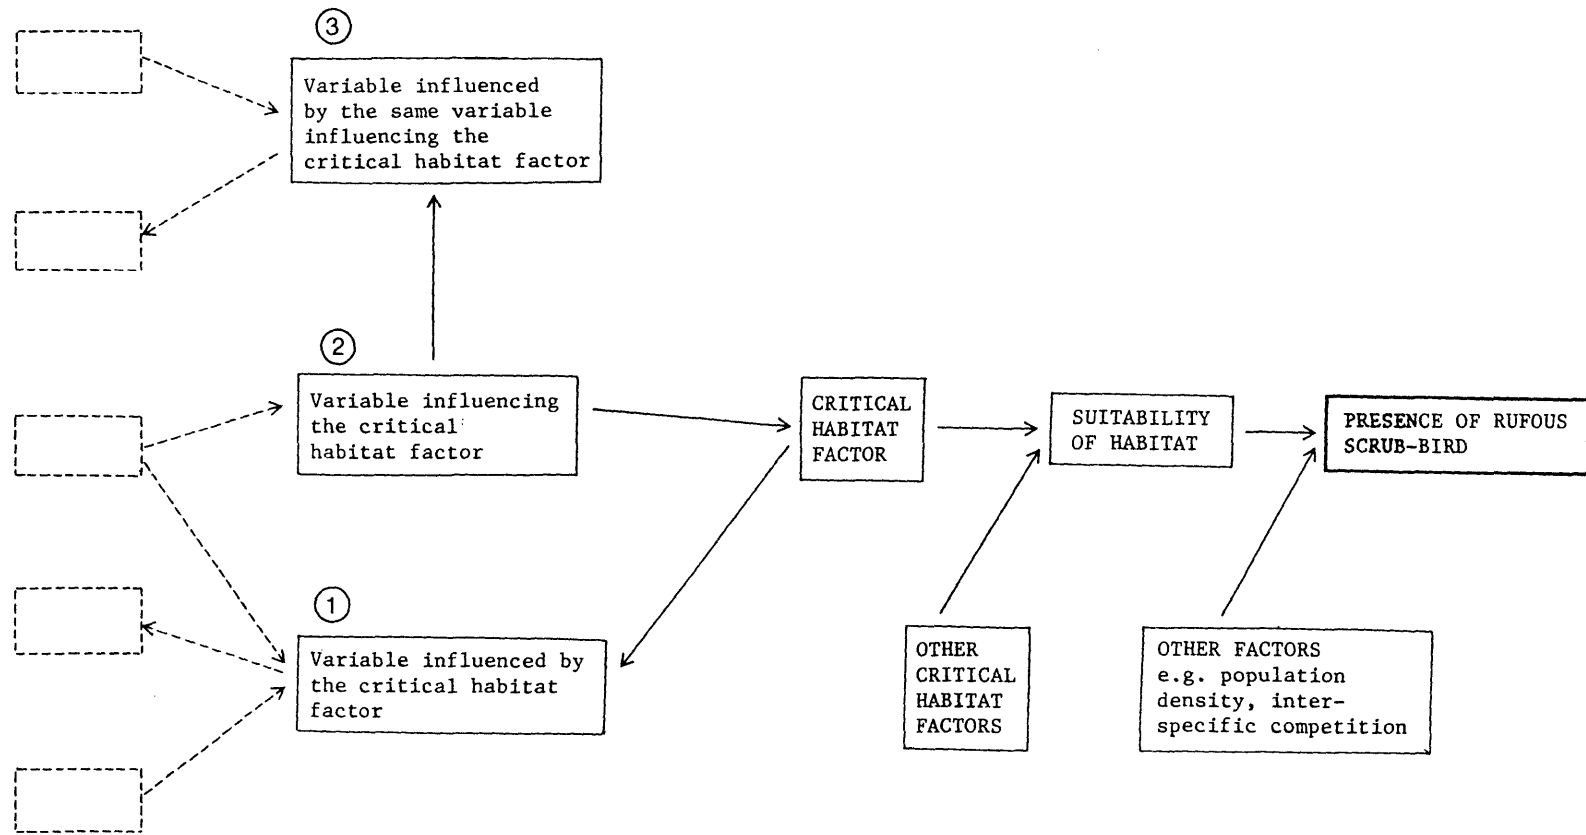 3
Variable influenced
by the same variable
influencing the
critical habitat factor
2
Variable influencing
the critical
habitat factor
CRITICAL
HABITAT
FACTOR
SUITABILITY
OF HABITAT
PRESENCE OF RUFOUS
SCRUB-BIRD
1
Variable influenced by
the critical habitat
factor
OTHER
CRITICAL
HABITAT
FACTORS
OTHER FACTORS
e.g. population
density, inter-
specific competition